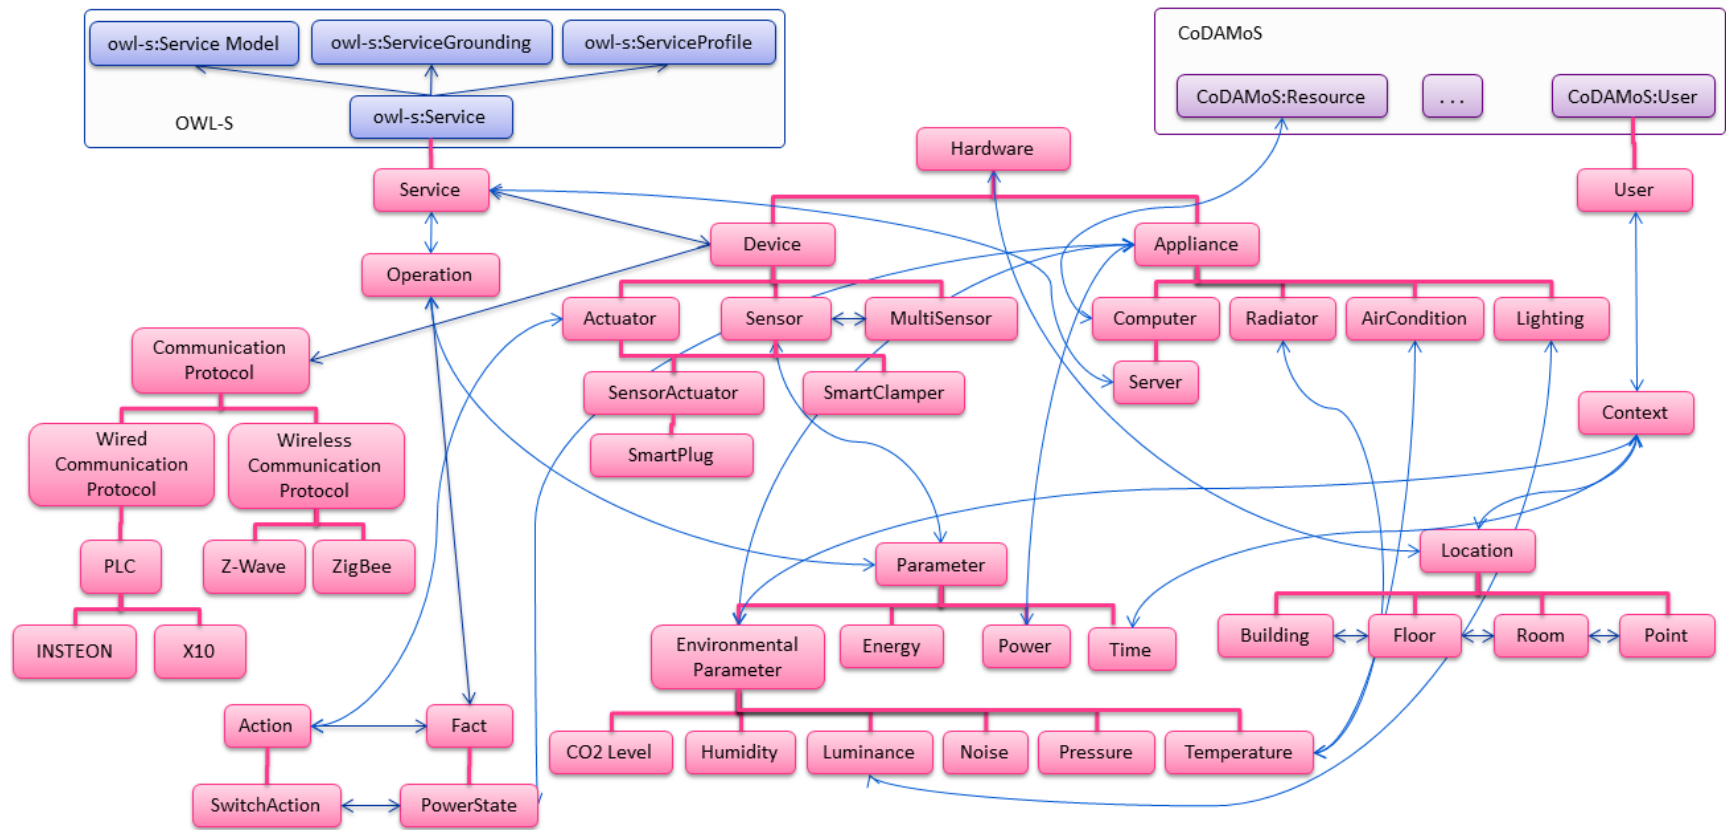 owl-s:Service Model
owl-s:ServiceGrounding
owl-s:ServiceProfile
owl-s:Service
OWL-S
CoDAMoS
CoDAMoS:Resource
...
CoDAMoS:User
Hardware
Service
User
Device
Appliance
Operation
Actuator
Sensor
MultiSensor
Computer
Radiator
AirCondition
Lighting
Communication
Protocol
SensorActuator
SmartClamper
Server
Context
SmartPlug
Wired
Communication
Protocol
Wireless
Communication
Protocol
PLC
Z-Wave
ZigBee
Parameter
Location
INSTEON
X10
Environmental
Parameter
Energy
Power
Time
Building
Floor
Room
Point
Action
Fact
CO2 Level
Humidity
Luminance
Noise
Pressure
Temperature
SwitchAction
PowerState